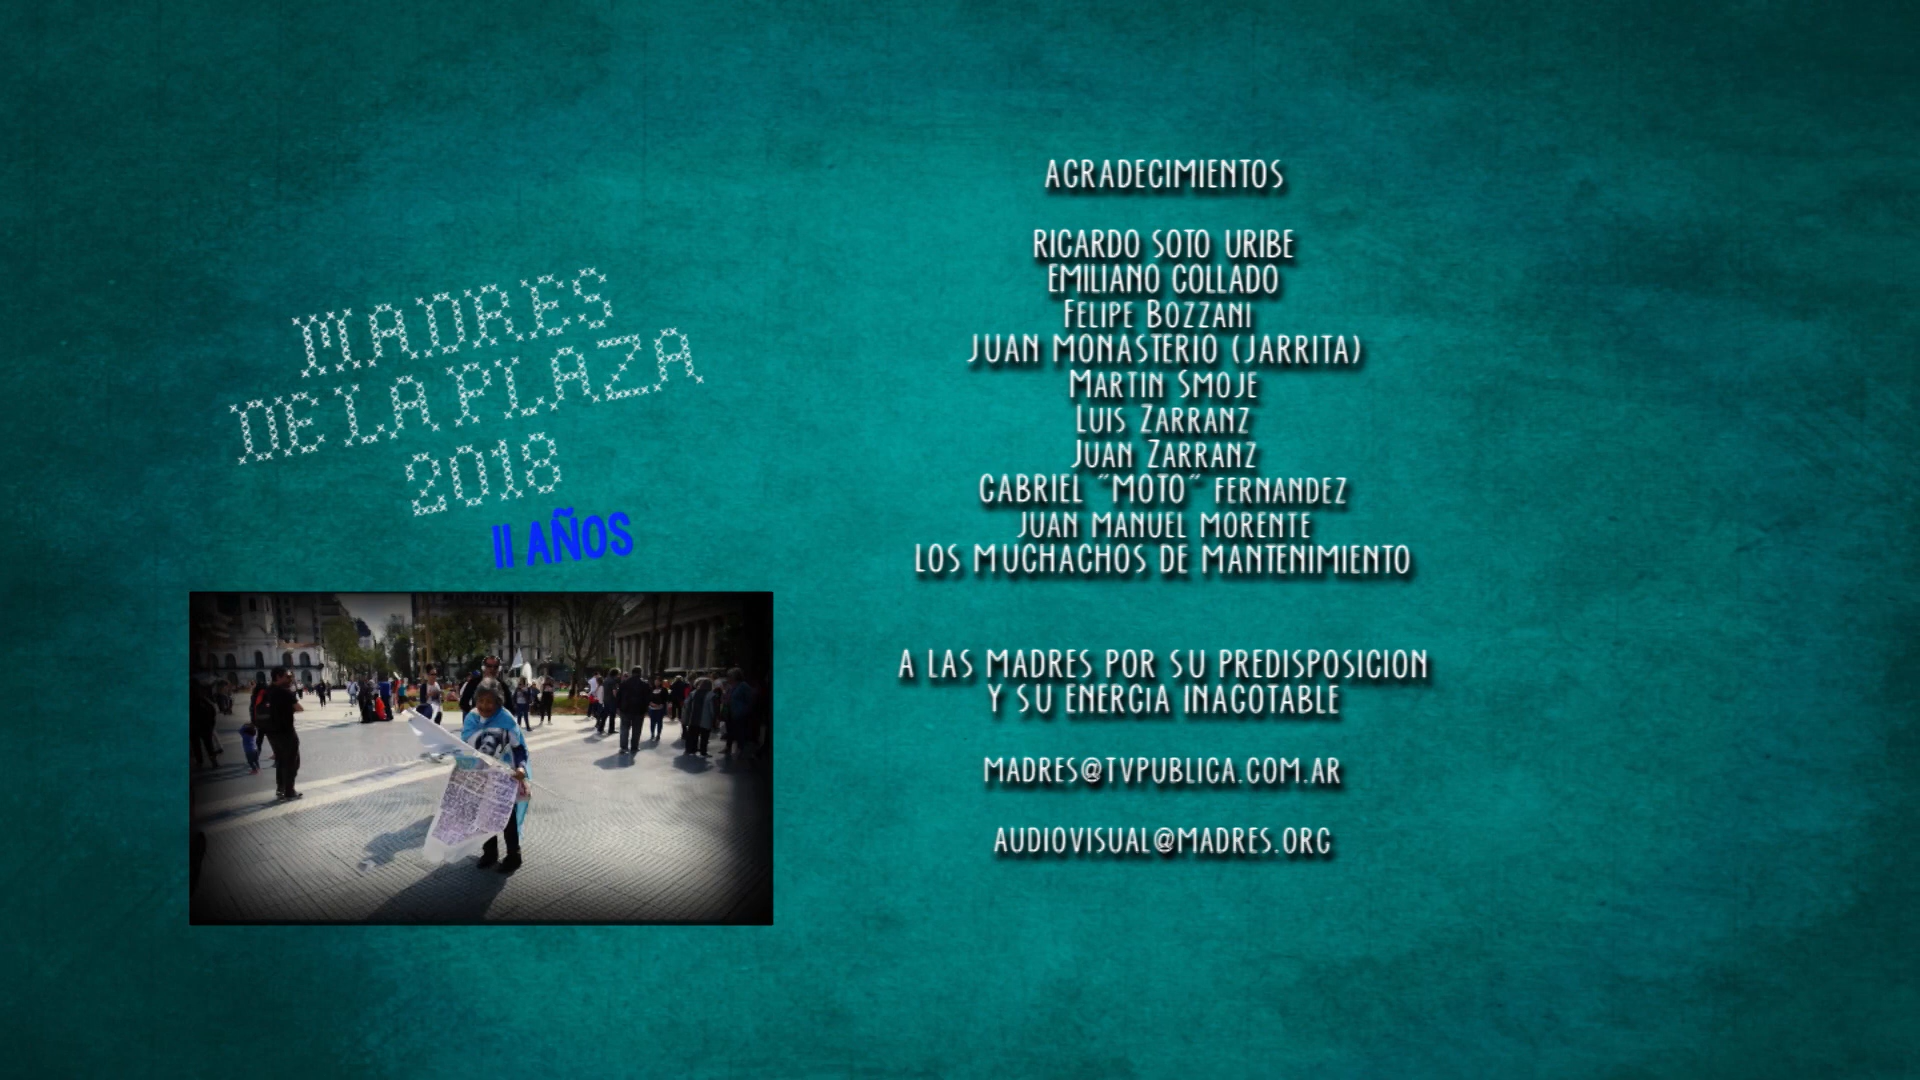 MADRES
DE LA PLAZA
2018
11 AÑOS
AGRADECIMIENTOS
RICARDO SOTO URIBE
EMILIANO COLLADO
FELIPE BOZZANI
JUAN MONASTERIO (JARRITA)
MARTIN SMOJE
LUIS ZARRANZ
JUAN ZARRANZ
GABRIEL "MOTO" FERNANDEZ
JUAN MANUEL MORENTE
LOS MUCHACHOS DE MANTENIMIENTO
A LAS MADRES POR SU PREDISPOSICION
Y SU ENERGIA INAGOTABLE
MADRES@TVPUBLICA.COM.AR
AUDIOVISUAL@MADRES.ORG